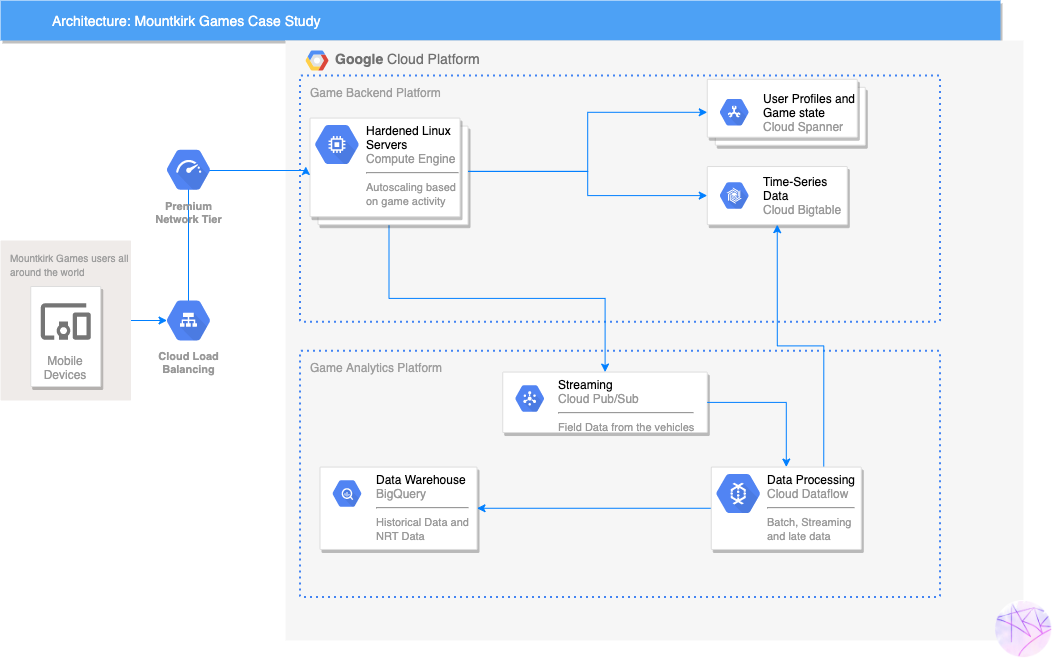 Architecture: Mountkirk Games Case Study
Google Cloud Platform
Game Backend Platform
Hardened Linux
Servers
Compute Engine
Autoscaling based
on game activity
User Profiles and
Game state
Cloud Spanner
Time-Series
Data
Cloud Bigtable
Premium
Network Tier
Mountkirk Games users all
around the world
Mobile
Devices
Cloud Load
Balancing
Game Analytics Platform
Streaming
Cloud Pub/Sub
Field Data from the vehicles
Data Warehouse
BigQuery
Historical Data and
NRT Data
Data Processing
Cloud Dataflow
Batch, Streaming
and late data